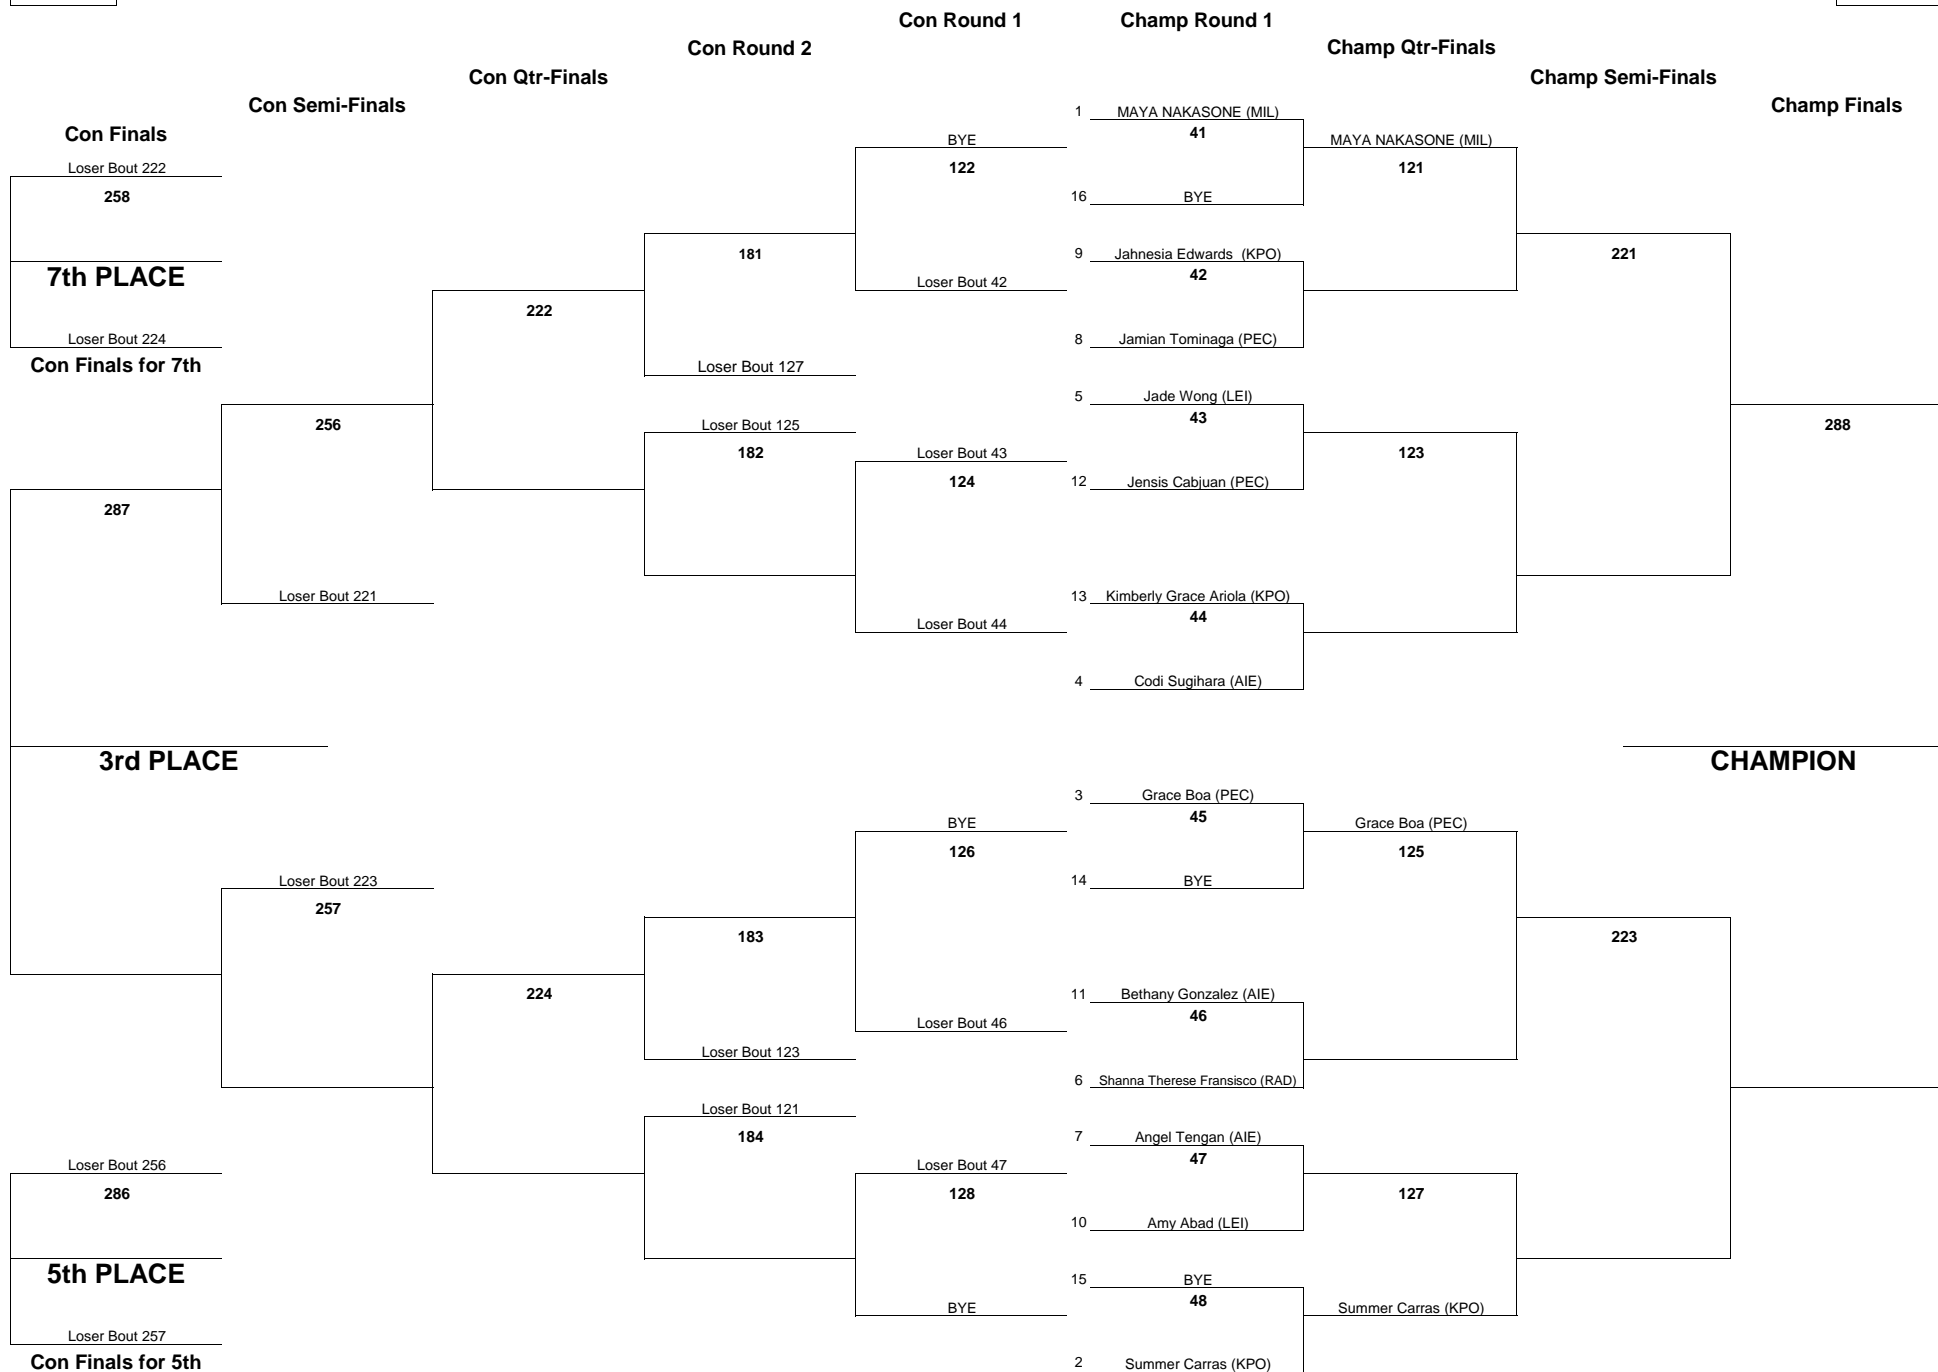 Con Round 1
Champ Round 1
Con Round 2
Champ Qtr-Finals
Con Qtr-Finals
Champ Semi-Finals
Con Semi-Finals
Champ Finals
1 MAYA NAKASONE (MIL)
Con Finals
41
BYE
MAYA NAKASONE (MIL)
Loser Bout 222
122
121
258
16 BYE
181
9 Jahnesia Edwards (KPO)
221
7th PLACE
42
Loser Bout 42
222
Loser Bout 224
8 Jamian Tominaga (PEC)
Con Finals for 7th
Loser Bout 127
5 Jade Wong (LEI)
43
256
Loser Bout 125
288
182
Loser Bout 43
123
124
12 Jensis Cabjuan (PEC)
287
Loser Bout 221
13 Kimberly Grace Ariola (KPO)
44
Loser Bout 44
4 Codi Sugihara (AIE)
3rd PLACE
CHAMPION
3 Grace Boa (PEC)
45
BYE
Grace Boa (PEC)
126
125
Loser Bout 223
14 BYE
257
183
223
224
11 Bethany Gonzalez (AIE)
46
Loser Bout 46
Loser Bout 123
6 Shanna Therese Fransisco (RAD)
Loser Bout 121
184
7 Angel Tengan (AIE)
47
Loser Bout 256
Loser Bout 47
286
128
127
10 Amy Abad (LEI)
5th PLACE
15 BYE
48
BYE
Summer Carras (KPO)
Loser Bout 257
Con Finals for 5th
2 Summer Carras (KPO)